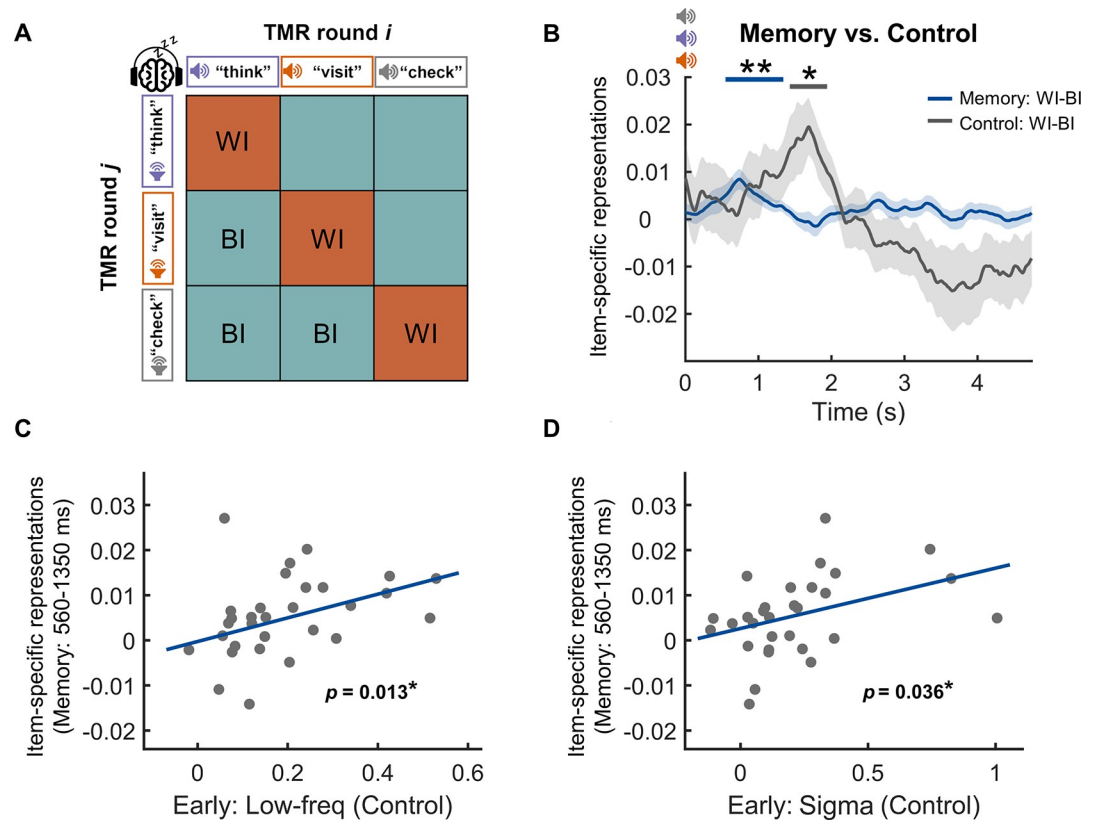 A
TMR round i
z z z
"think"
"visit"
"check"
TMR round j
"think"
"visit"
"check"
WI
BI
WI
BI
BI
WI
B
Memory vs. Control
**
*
Memory: WI-BI
Control: WI-BI
Item-specific representations
0.03
0.02
0.01
0
-0.01
-0.02
0
1
2
3
4
Time (s)
C
Item-specific representations
(Memory: 560-1350 ms)
0.03
0.02
0.01
0
-0.01
-0.02
p = 0.013*
0
0.2
0.4
0.6
Early: Low-freq (Control)
D
Item-specific representations
(Memory: 560-1350 ms)
0.03
0.02
0.01
0
-0.01
-0.02
p = 0.036*
0
0.5
1
Early: Sigma (Control)